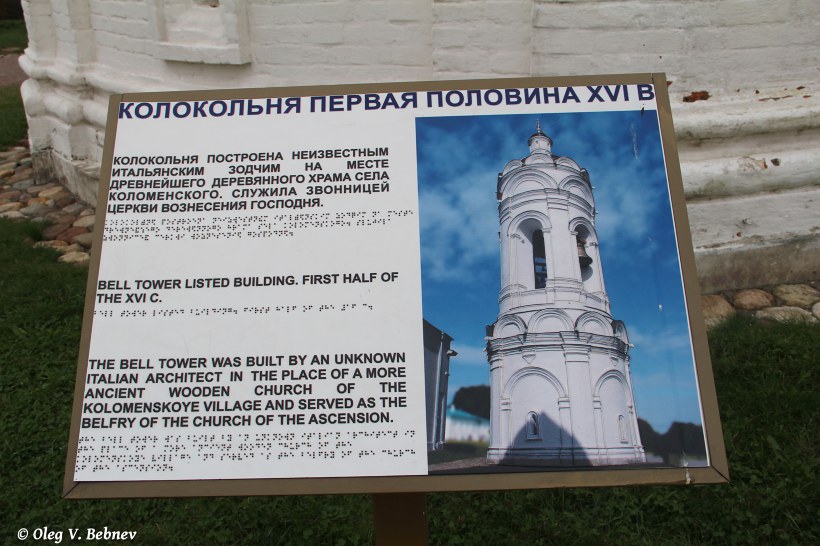 КОЛОКОЛЬНЯ ПЕРВАЯ ПОЛОВИНА XVI В
КОЛОКОЛЬНЯ ПОСТРОЕНА НЕИЗВЕСТНЫМ
ИТАЛЬЯНСКИМ ЗОДЧИМ НА МЕСТЕ
ДРЕВНЕЙШЕГО ДЕРЕВЯННОГО ХРАМА СЕЛА
КОЛОМЕНСКОГО. СЛУЖИЛА ЗВОННИЦЕЙ
ЦЕРКВИ ВОЗНЕСЕНИЯ ГОСПОДНЯ.
BELL TOWER LISTED BUILDING. FIRST HALF OF
THE XVI C.
THE BELL TOWER WAS BUILT BY AN UNKNOWN
ITALIAN ARCHITECT IN THE PLACE OF A MORE
ANCIENT WOODEN CHURCH OF THE
KOLOMENSKOYE VILLAGE AND SERVED AS THE
BELFRY OF THE CHURCH OF THE ASCENSION.
© Oleg V. Bebnev